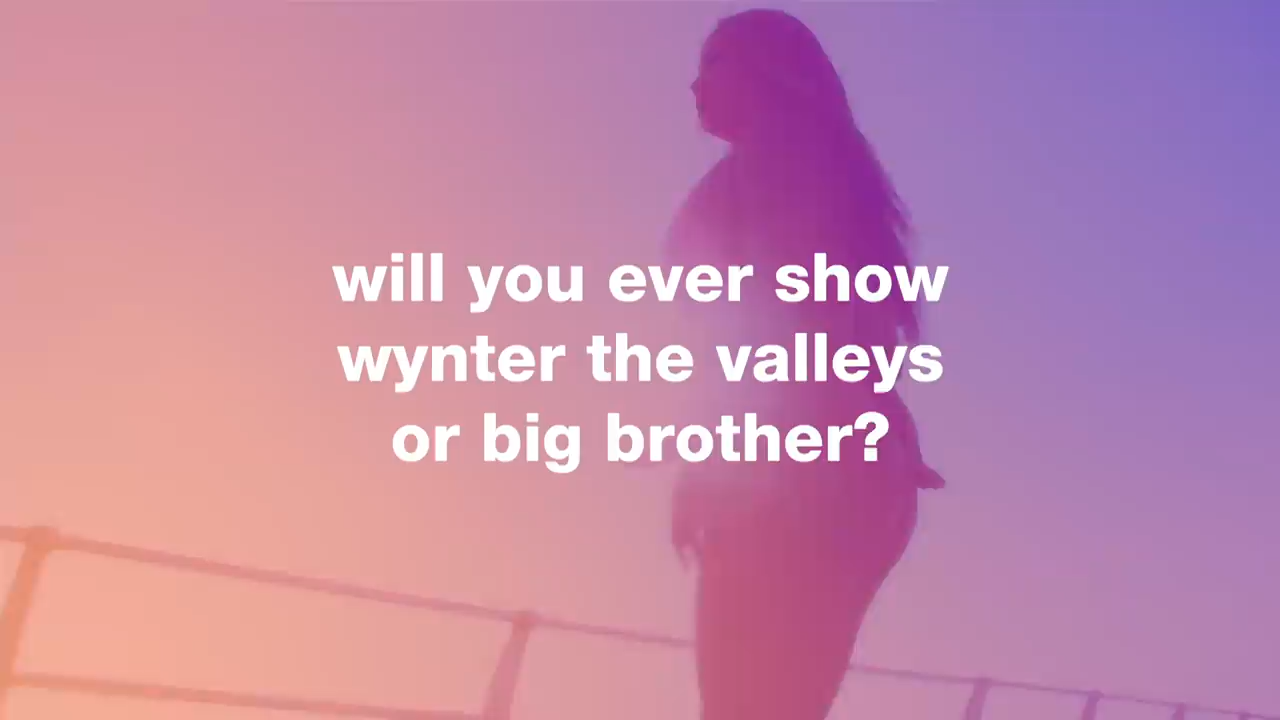 will you ever show
wynter the valleys
or big brother?